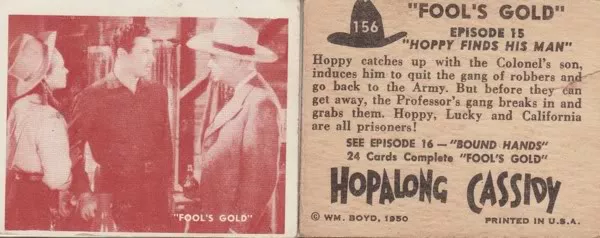 "FOOL'S GOLD"
156
"FOOL'S GOLD"
EPISODE 15
"HOPPY FINDS HIS MAN"
Hoppy catches up with the Colonel's son,
induces him to quit the gang of robbers and
go back to the Army. But before they can
get away, the Professor's gang breaks in and
grabs them. Hoppy, Lucky and California
are all prisoners!
SEE EPISODE 16—"BOUND HANDS"
24 Cards Complete "FOOL'S GOLD"
HOPALONG CASSIDY
© WM. BOYD, 1950 PRINTED IN U.S.A.